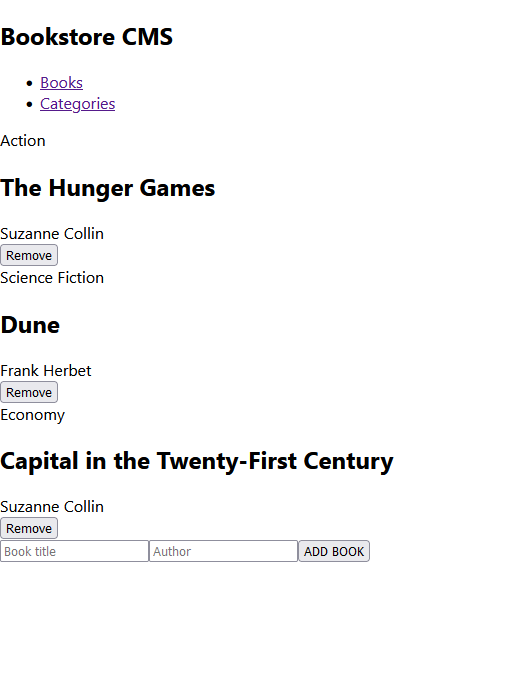 Bookstore CMS
Books
Categories
Action
The Hunger Games
Suzanne Collin
Remove
Science Fiction
Dune
Frank Herbet
Remove
Economy
Capital in the Twenty-First Century
Suzanne Collin
Remove
Book title Author ADD BOOK